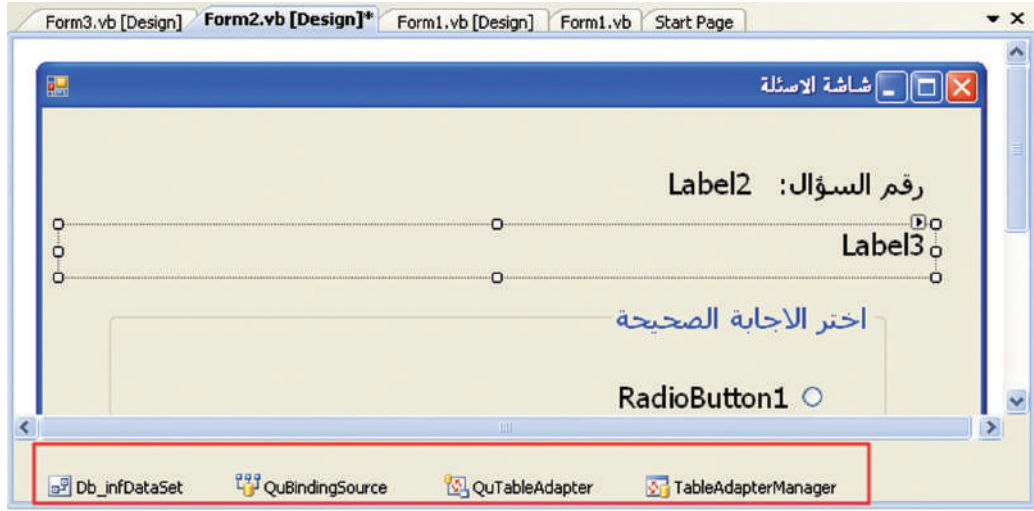 Form3.vb [Design] Form2.vb [Design]* Form1.vb [Design] Form1.vb Start Page
شاشة الاسئلة
رقم السؤال: Label2
Label3
اختر الاجابة الصحيحة
RadioButton1
Db_infDataSet QuBindingSource QuTableAdapter TableAdapterManager